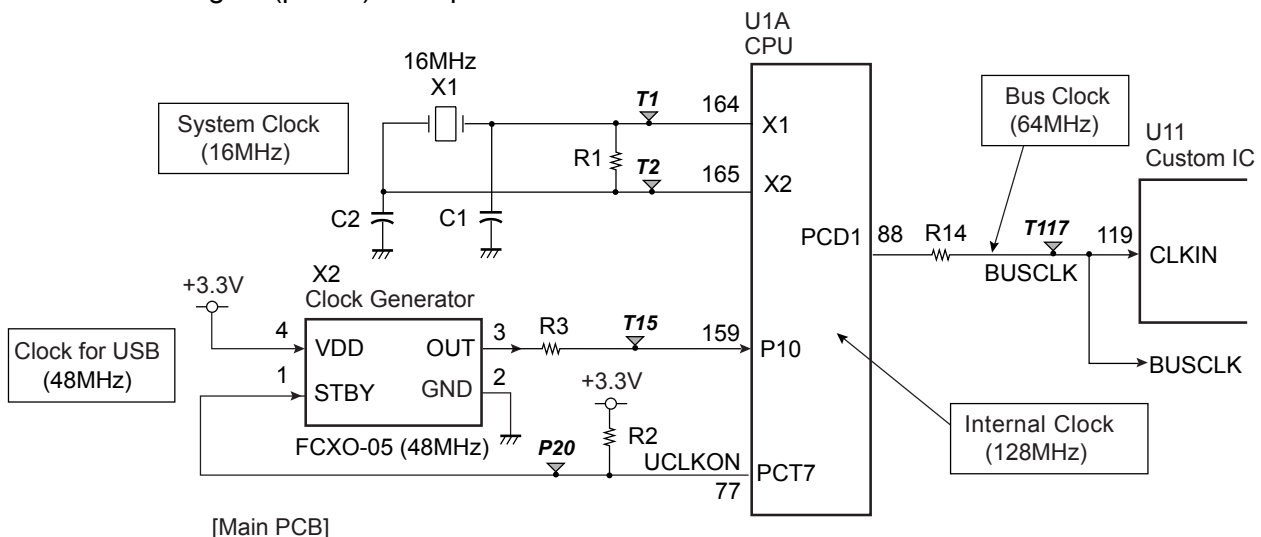 U1A
CPU
16MHz
X1
System Clock
(16MHz)
T1
164
X1
R1
T2
165
X2
C2
C1
Bus Clock
(64MHz)
U11
Custom IC
PCD1
88
R14
T117
119
CLKIN
BUSCLK
BUSCLK
X2
Clock Generator
+3.3V
Clock for USB
(48MHz)
4
VDD
OUT
3
R3
T15
159
P10
1
STBY
GND
2
+3.3V
R2
FCXO-05 (48MHz)
P20
UCLKON
77
PCT7
Internal Clock
(128MHz)
[Main PCB]